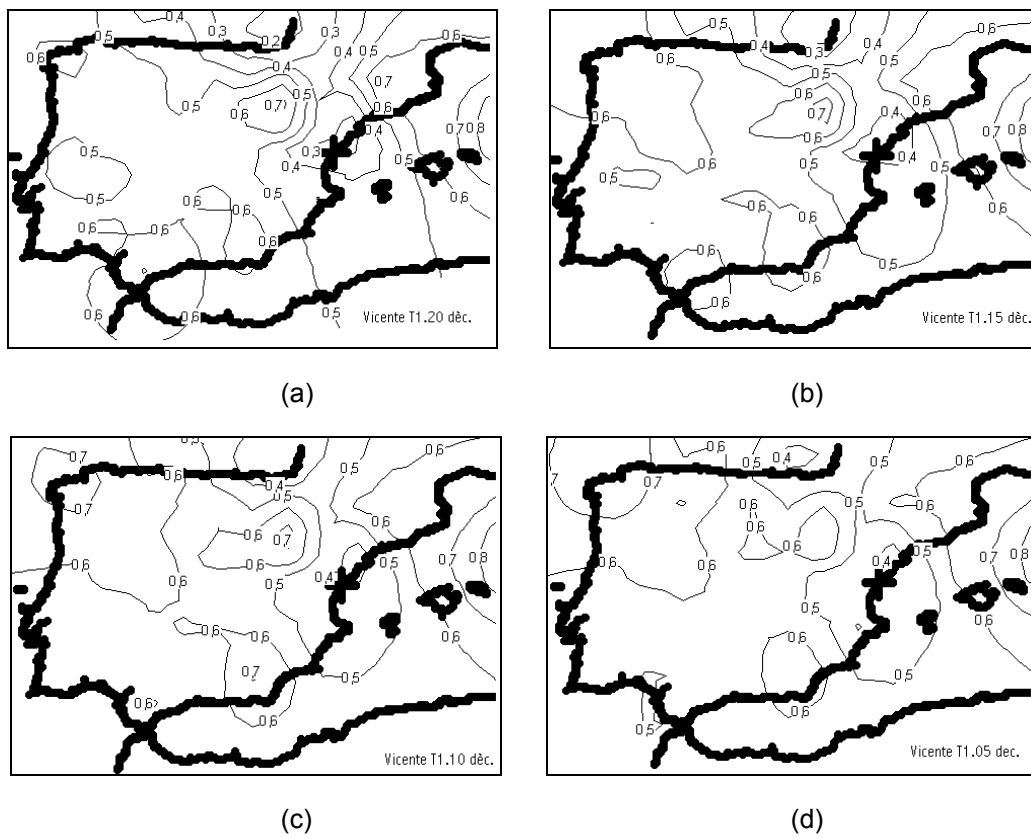 0,5 0,4 0,3 0,4 0,5 0,6
0,6 0,2 0,4
0,6 0,4 0,7
0,5 0,5
0,6 0,7 0,6
0,3 0,4 0,7 0,8
0,5 0,4 0,5
0,6
0,5 0,6 0,6 0,5 0,6
0,6 0,6 0,6
0,6 0,6 0,5
Vicente T1.20 dèc.
(a)
0,6 0,5 0,4 0,3 0,4 0,5 0,6
0,5 0,7
0,6 0,6 0,7 0,6 0,7 0,8
0,6 0,4
0,5 0,5 0,5
0,6 0,6 0,6
0,6 0,6 0,5
0,6
Vicente T1.15 dèc.
(b)
0,7 0,6 0,5 0,5 0,6
0,7 0,4
0,5 0,6
0,6 0,7 0,5 0,7 0,8
0,6 0,6 0,5 0,4
0,6 0,6 0,6
0,7 0,5
0,6 0,6
Vicente T1.10 dèc.
(c)
0,6 0,5 0,4 0,5 0,6
0,7 0,7
0,6 0,5 0,6
0,6 0,6 0,5 0,7 0,8
0,6 0,4
0,5 0,6
0,6 0,5
0,5 0,6
Vicente T1.05 dec.
(d)